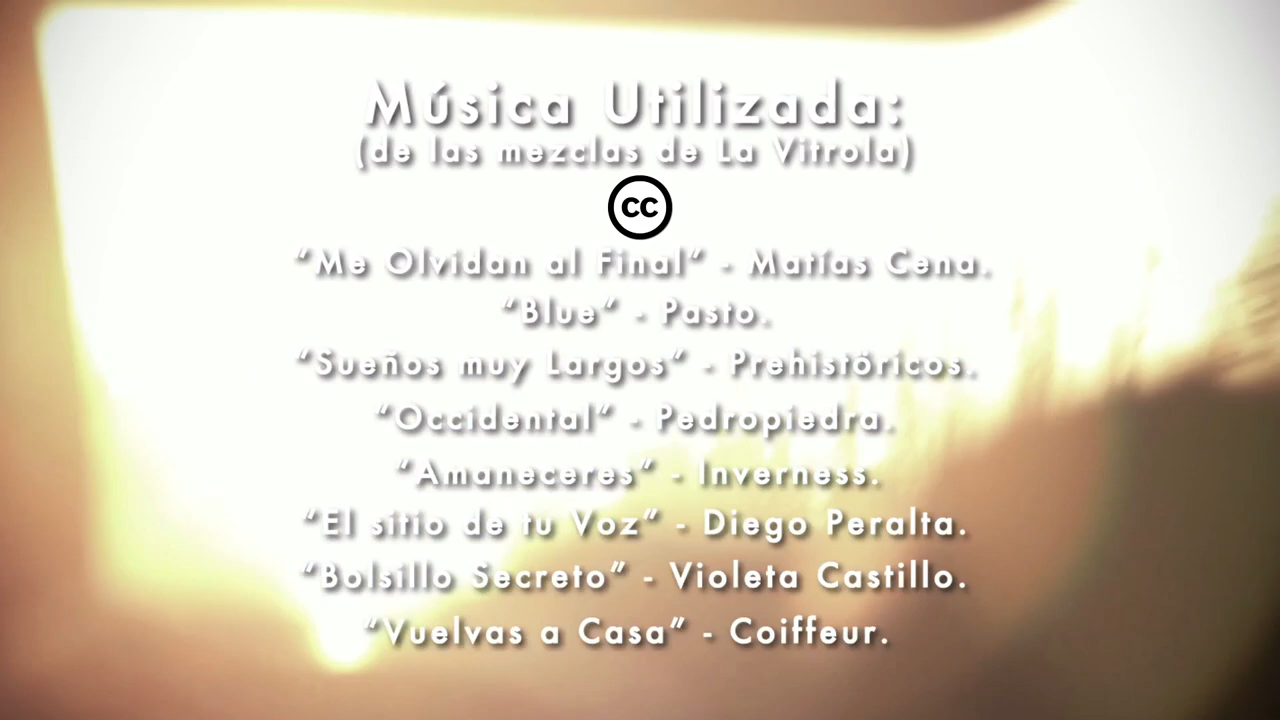 Música Utilizada:
(de las mezclas de La Vitrola)
cc
“Me Olvidan al Final” - Matías Cena.
“Blue” - Pasto.
“Sueños muy Largos” - Prehistöricos.
“Occidental” - Pedropiedra.
“Amaneceres” - Inverness.
“El sitio de tu Voz” - Diego Peralta.
“Bolsillo Secreto” - Violeta Castillo.
“Vuelvas a Casa” - Coiffeur.